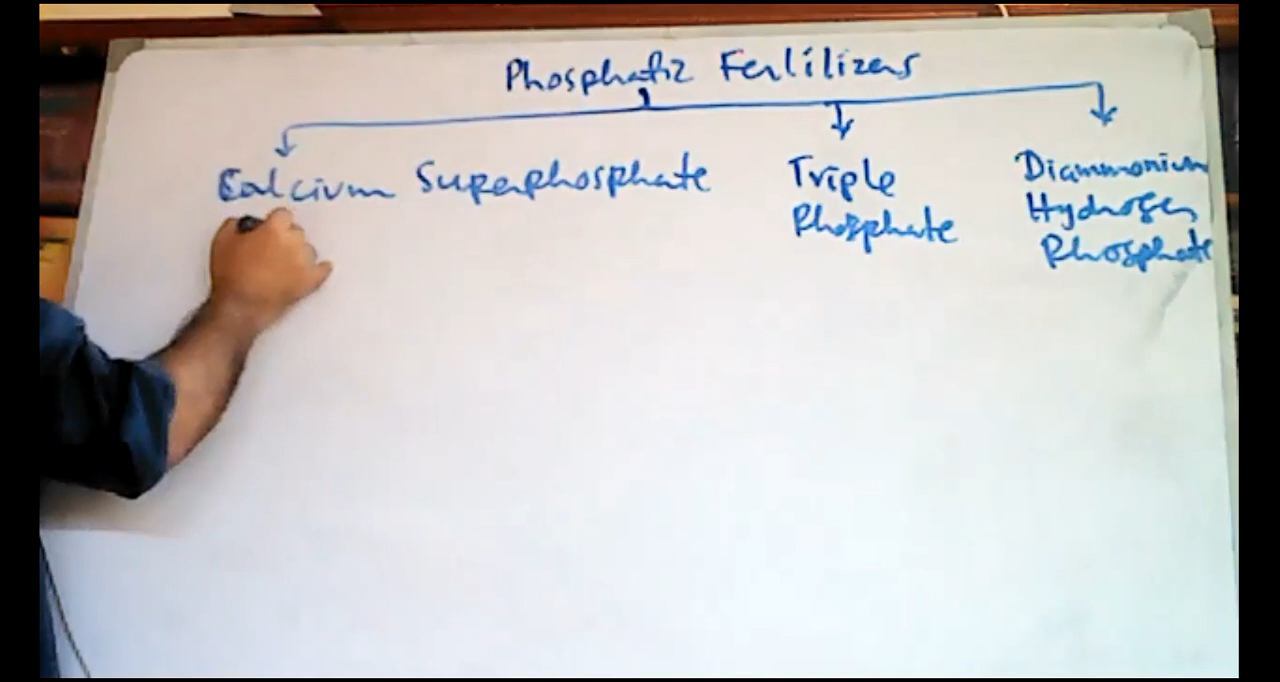 Phosphatic Fertilizers
Calcium Superphosphate
Triple
Phosphate
Diammonium
Hydrogen
Phosphate